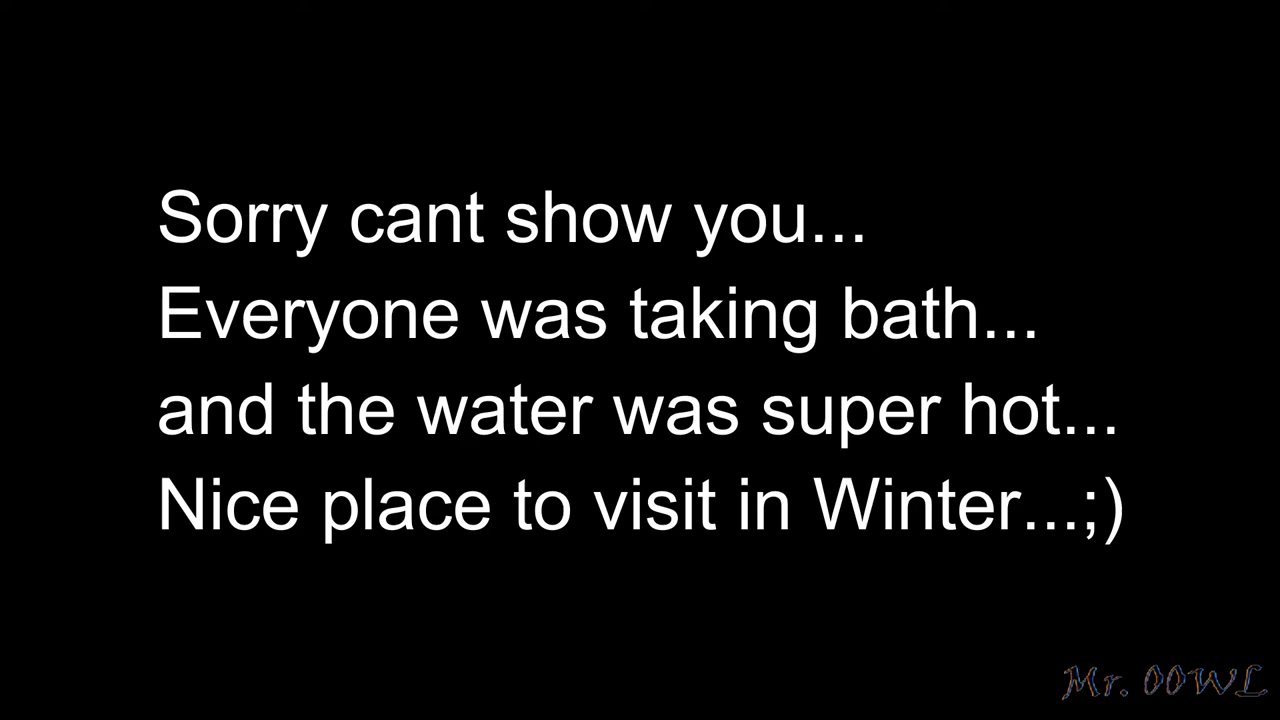 Sorry cant show you...
Everyone was taking bath...
and the water was super hot...
Nice place to visit in Winter...;)
Mr. OOWL